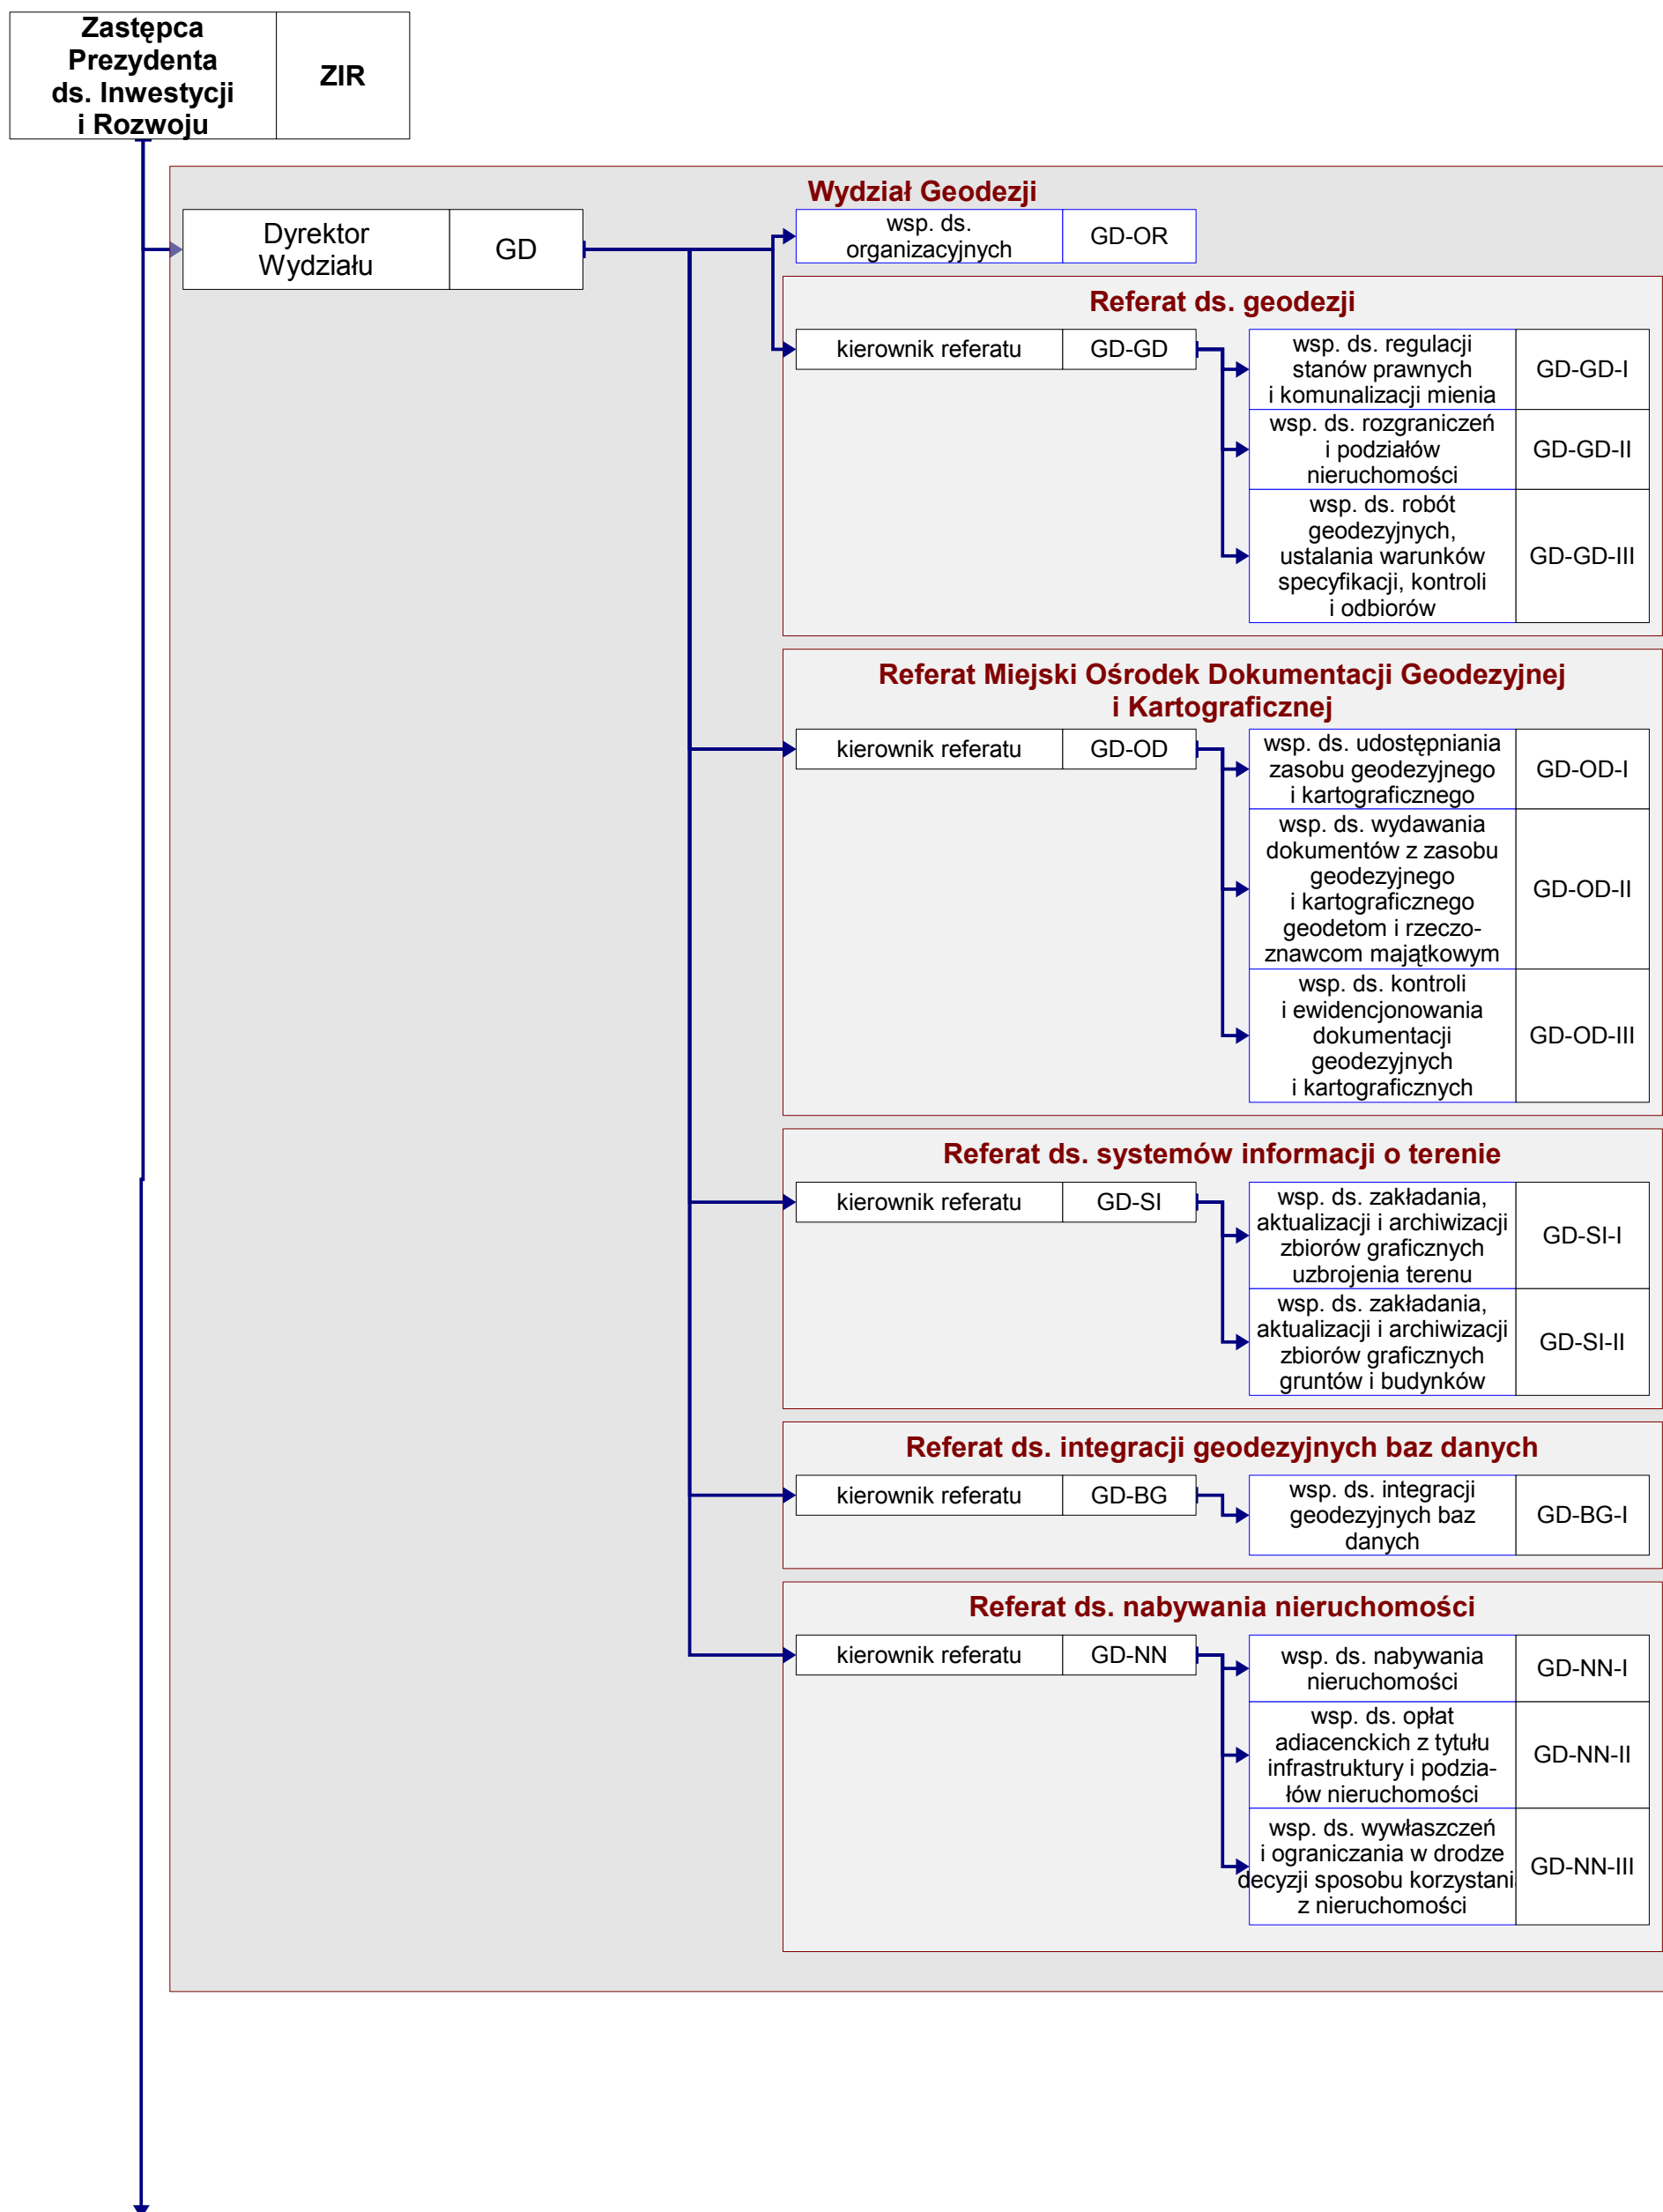 Zastępca
Prezydenta
ds. Inwestycji
i Rozwoju
ZIR
Wydział Geodezji
Dyrektor
Wydziału
GD
wsp. ds.
organizacyjnych
GD-OR
Referat ds. geodezji
kierownik referatu
GD-GD
wsp. ds. regulacji
stanów prawnych
i komunalizacji mienia
GD-GD-I
wsp. ds. rozgraniczeń
i podziałów
nieruchomości
GD-GD-II
wsp. ds. robót
geodezyjnych,
ustalania warunków
specyfikacji, kontroli
i odbiorów
GD-GD-III
Referat Miejski Ośrodek Dokumentacji Geodezyjnej
i Kartograficznej
kierownik referatu
GD-OD
wsp. ds. udostępniania
zasobu geodezyjnego
i kartograficznego
GD-OD-I
wsp. ds. wydawania
dokumentów z zasobu
geodezyjnego
i kartograficznego
geodetom i rzeczo-
znawcom majątkowym
GD-OD-II
wsp. ds. kontroli
i ewidencjonowania
dokumentacji
geodezyjnych
i kartograficznych
GD-OD-III
Referat ds. systemów informacji o terenie
kierownik referatu
GD-SI
wsp. ds. zakładania,
aktualizacji i archiwizacji
zbiorów graficznych
uzbrojenia terenu
GD-SI-I
wsp. ds. zakładania,
aktualizacji i archiwizacji
zbiorów graficznych
gruntów i budynków
GD-SI-II
Referat ds. integracji geodezyjnych baz danych
kierownik referatu
GD-BG
wsp. ds. integracji
geodezyjnych baz
danych
GD-BG-I
Referat ds. nabywania nieruchomości
kierownik referatu
GD-NN
wsp. ds. nabywania
nieruchomości
GD-NN-I
wsp. ds. opłat
adiacenckich z tytułu
infrastruktury i podzia-
łów nieruchomości
GD-NN-II
wsp. ds. wywłaszczeń
i ograniczania w drodze
decyzji sposobu korzystani
z nieruchomości
GD-NN-III